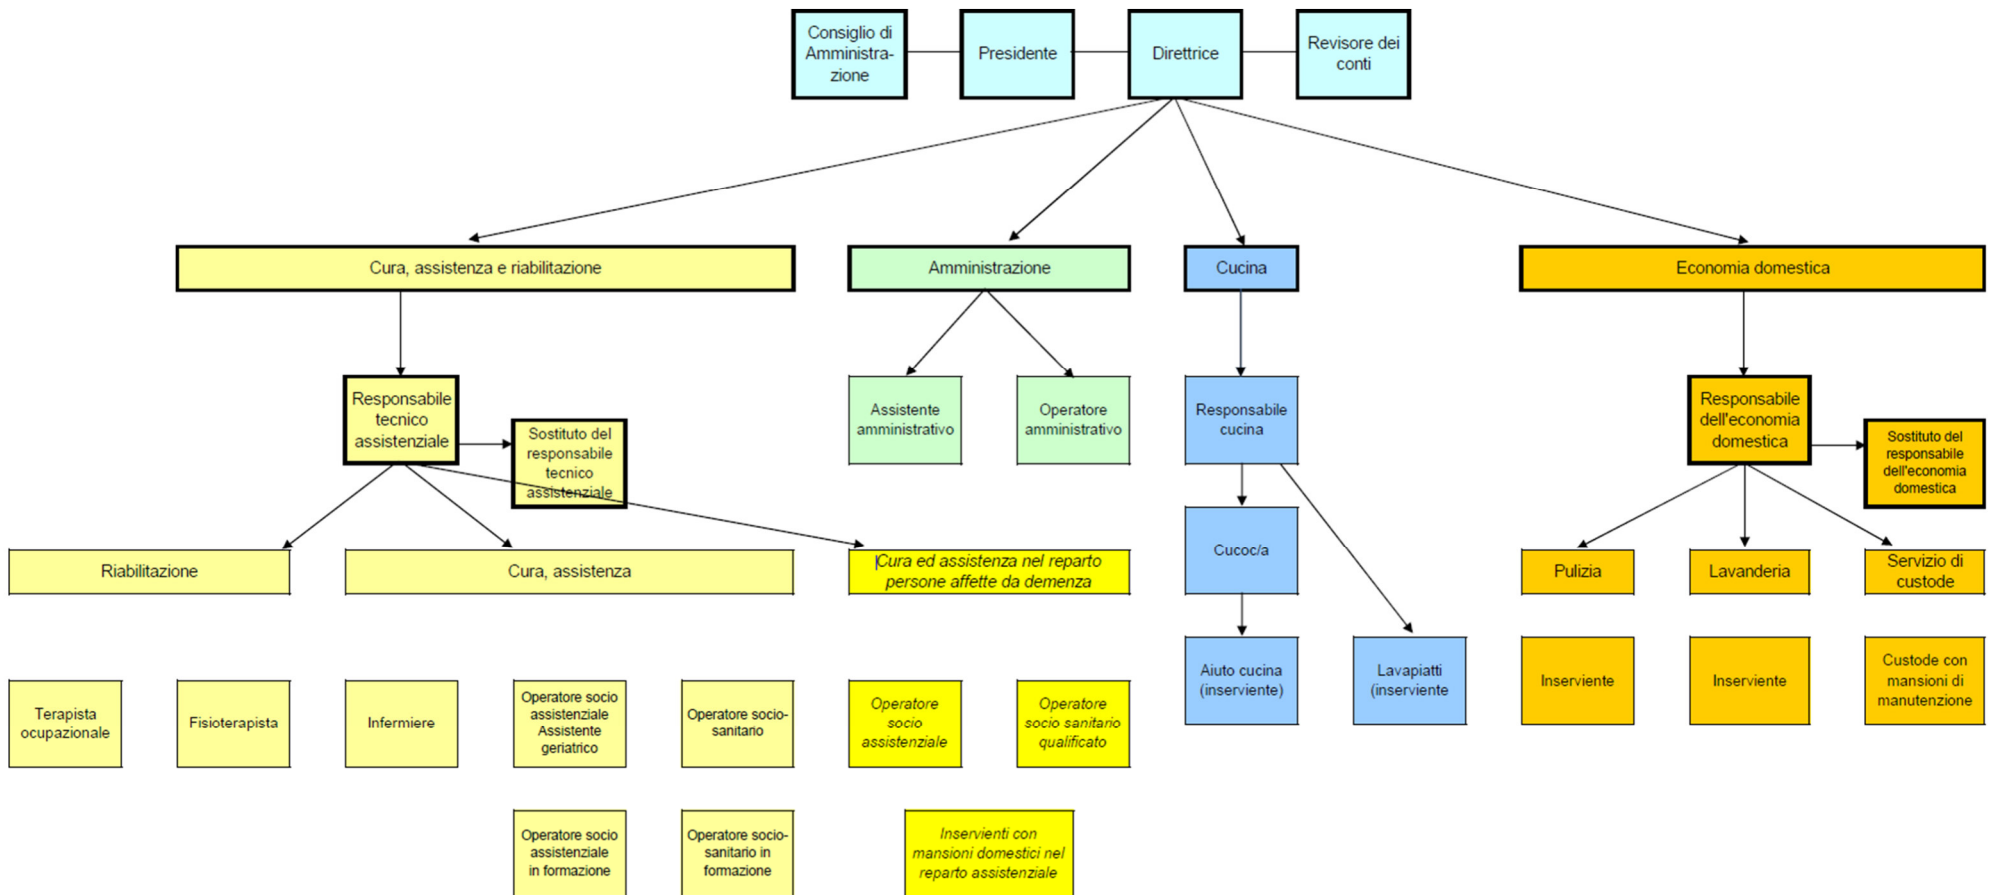 Consiglio di
Amministra-
zione
Presidente
Direttrice
Revisore dei
conti
Cura, assistenza e riabilitazione
Amministrazione
Cucina
Economia domestica
Responsabile
tecnico
assistenziale
Sostituto del
responsabile
tecnico
assistenziale
Assistente
amministrativo
Operatore
amministrativo
Responsabile
cucina
Responsabile
dell'economia
domestica
Sostituto del
responsabile
dell'economia
domestica
Cucoc/a
Riabilitazione
Cura, assistenza
Cura ed assistenza nel reparto
persone affette da demenza
Pulizia
Lavanderia
Servizio di
custode
Aiuto cucina
(inserviente)
Lavapiatti
(inserviente
Inserviente
Inserviente
Custode con
mansioni di
manutenzione
Terapista
ocupazionale
Fisioterapista
Infermiere
Operatore socio
assistenziale
Assistente
geriatrico
Operatore socio-
sanitario
Operatore
socio
assistenziale
Operatore
socio sanitario
qualificato
Operatore socio
assistenziale
in formazione
Operatore socio-
sanitario in
formazione
Inservienti con
mansioni domestici nel
reparto assistenziale